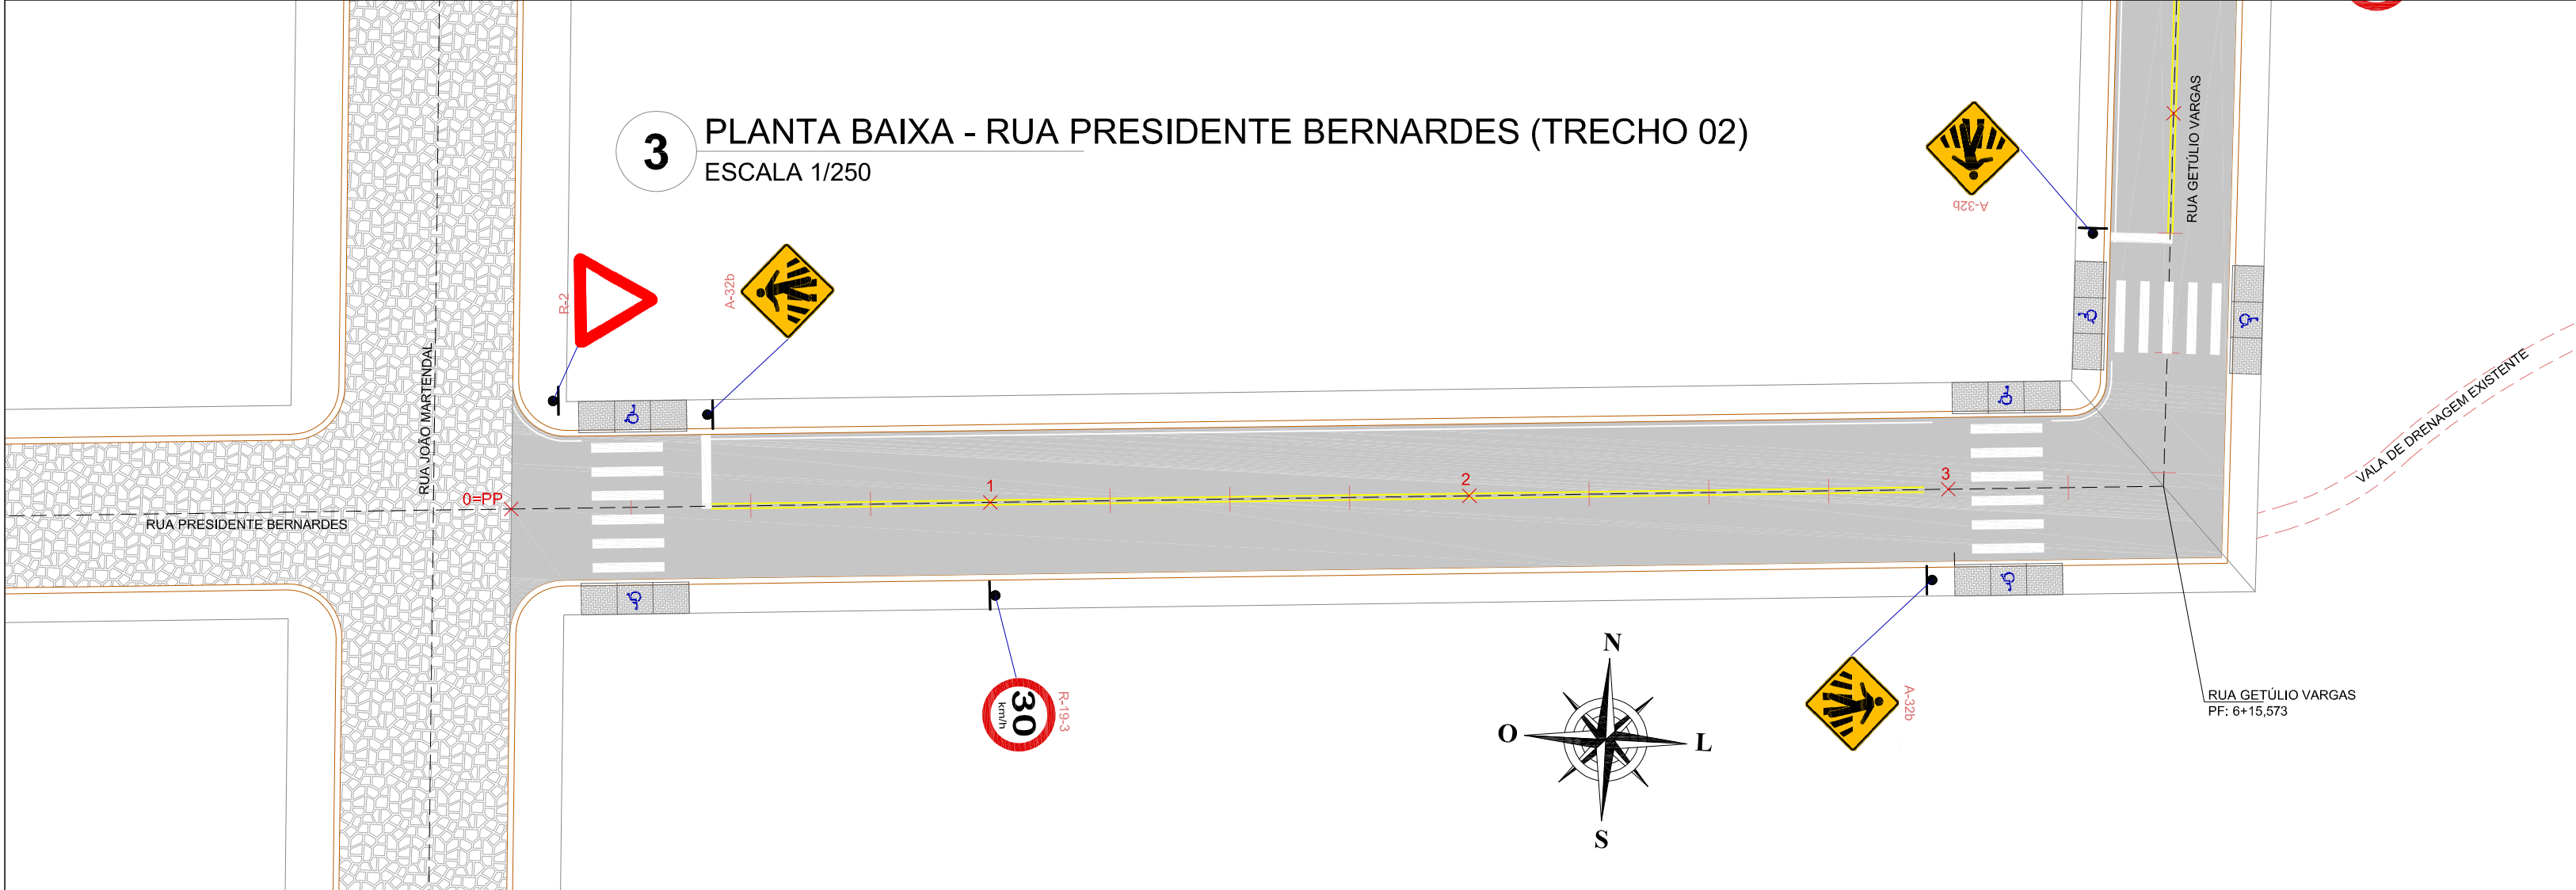 3
PLANTA BAIXA - RUA PRESIDENTE BERNARDES (TRECHO 02)
ESCALA 1/250
RUA GETÚLIO VARGAS
A-32b
R-2
A-32b
RUA JOÃO MARTENDAL
VALA DE DRENAGEM EXISTENTE
0=PP
1
2
3
RUA PRESIDENTE BERNARDES
30
km/h
R-19-3
A-32b
N
O
L
S
RUA GETÚLIO VARGAS
PF: 6+15,573